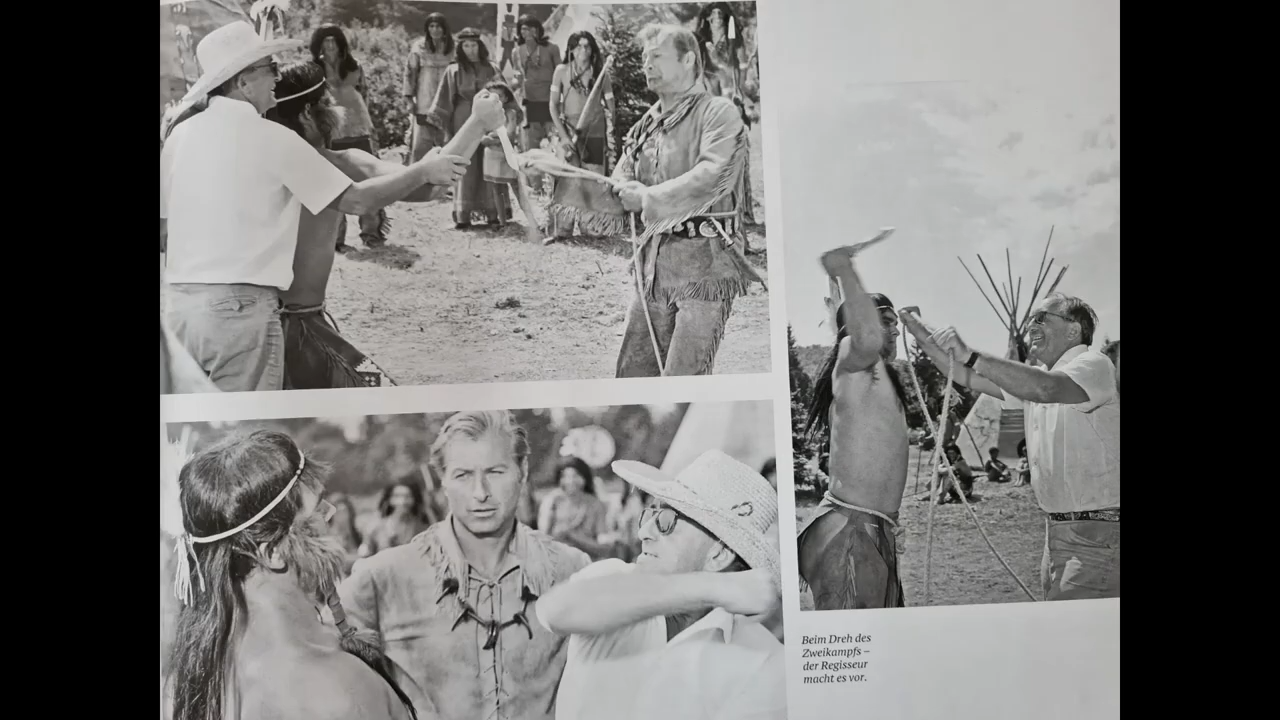 Beim Dreh des
Zweikampfs –
der Regisseur
macht es vor.